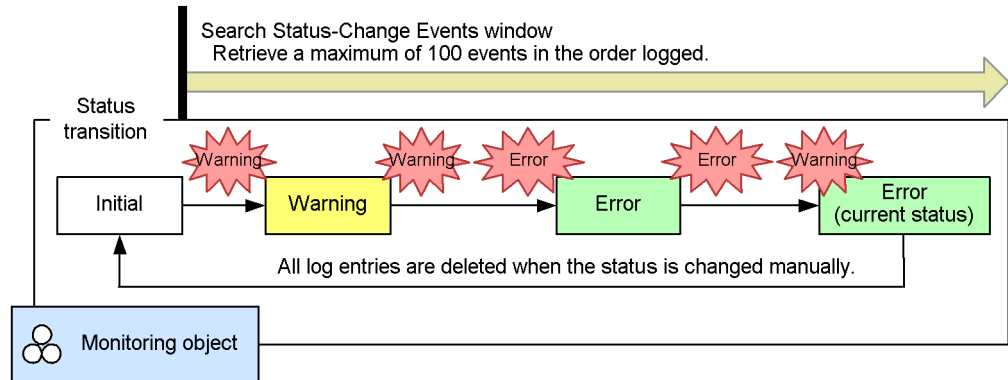 Search Status-Change Events window
Retrieve a maximum of 100 events in the order logged.
Status
transition
Warning
Warning
Error
Error
Warning
Initial
Warning
Error
Error
(current status)
All log entries are deleted when the status is changed manually.
Monitoring object